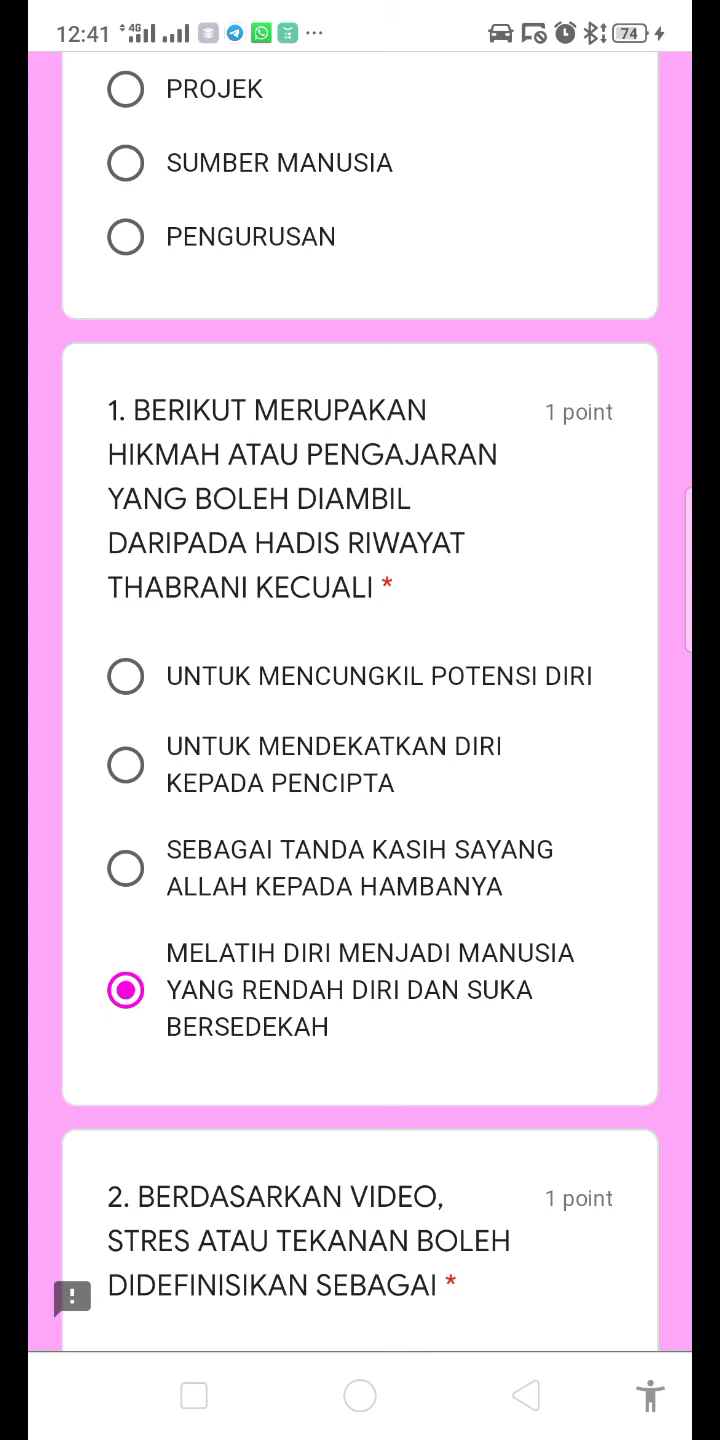 12:41 4G ... 74
PROJEK
SUMBER MANUSIA
PENGURUSAN
1. BERIKUT MERUPAKAN 1 point
HIKMAH ATAU PENGAJARAN
YANG BOLEH DIAMBIL
DARIPADA HADIS RIWAYAT
THABRANI KECUALI *
UNTUK MENCUNGKIL POTENSI DIRI
UNTUK MENDEKATKAN DIRI
KEPADA PENCIPTA
SEBAGAI TANDA KASIH SAYANG
ALLAH KEPADA HAMBANYA
MELATIH DIRI MENJADI MANUSIA
YANG RENDAH DIRI DAN SUKA
BERSEDEKAH
2. BERDASARKAN VIDEO, 1 point
STRES ATAU TEKANAN BOLEH
DIDEFINISIKAN SEBAGAI *